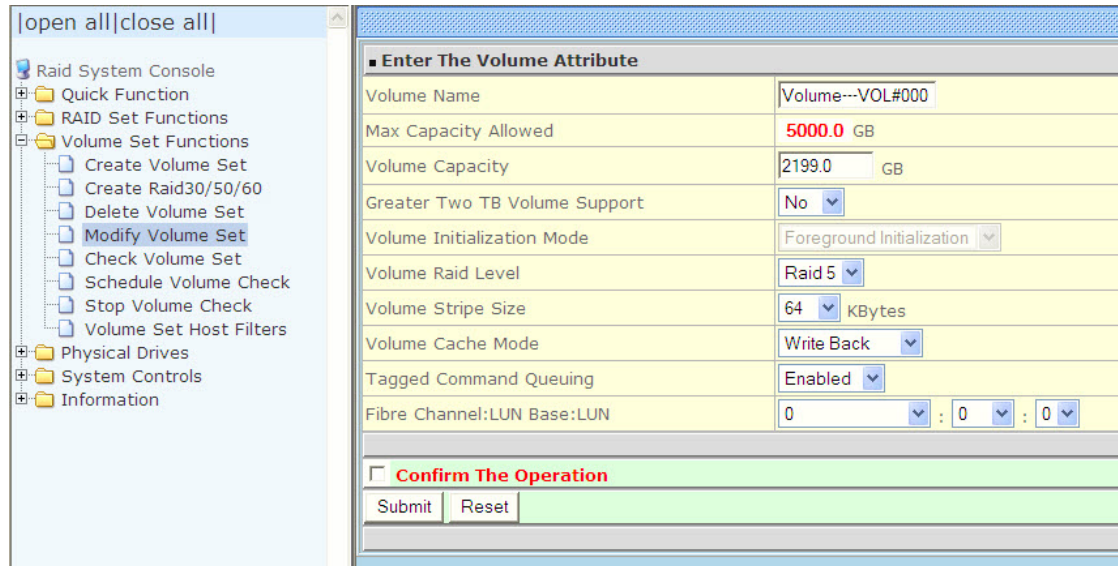 |open all|close all|
Raid System Console
Quick Function
RAID Set Functions
Volume Set Functions
Create Volume Set
Create Raid30/50/60
Delete Volume Set
Modify Volume Set
Check Volume Set
Schedule Volume Check
Stop Volume Check
Volume Set Host Filters
Physical Drives
System Controls
Information
Enter The Volume Attribute
Volume Name Volume---VOL#000
Max Capacity Allowed 5000.0 GB
Volume Capacity 2199.0 GB
Greater Two TB Volume Support No
Volume Initialization Mode Foreground Initialization
Volume Raid Level Raid 5
Volume Stripe Size 64 KBytes
Volume Cache Mode Write Back
Tagged Command Queuing Enabled
Fibre Channel:LUN Base:LUN 0 : 0 : 0
Confirm The Operation
Submit Reset